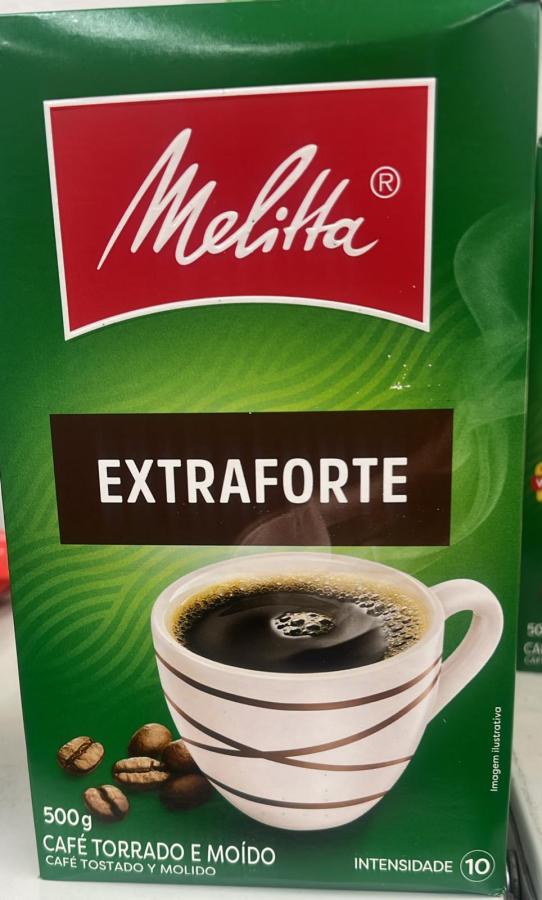 Melitta®
EXTRAFORTE
Imagem ilustrativa
500g
CAFÉ TORRADO E MOÍDO
CAFÉ TOSTADO Y MOLIDO
INTENSIDADE 10